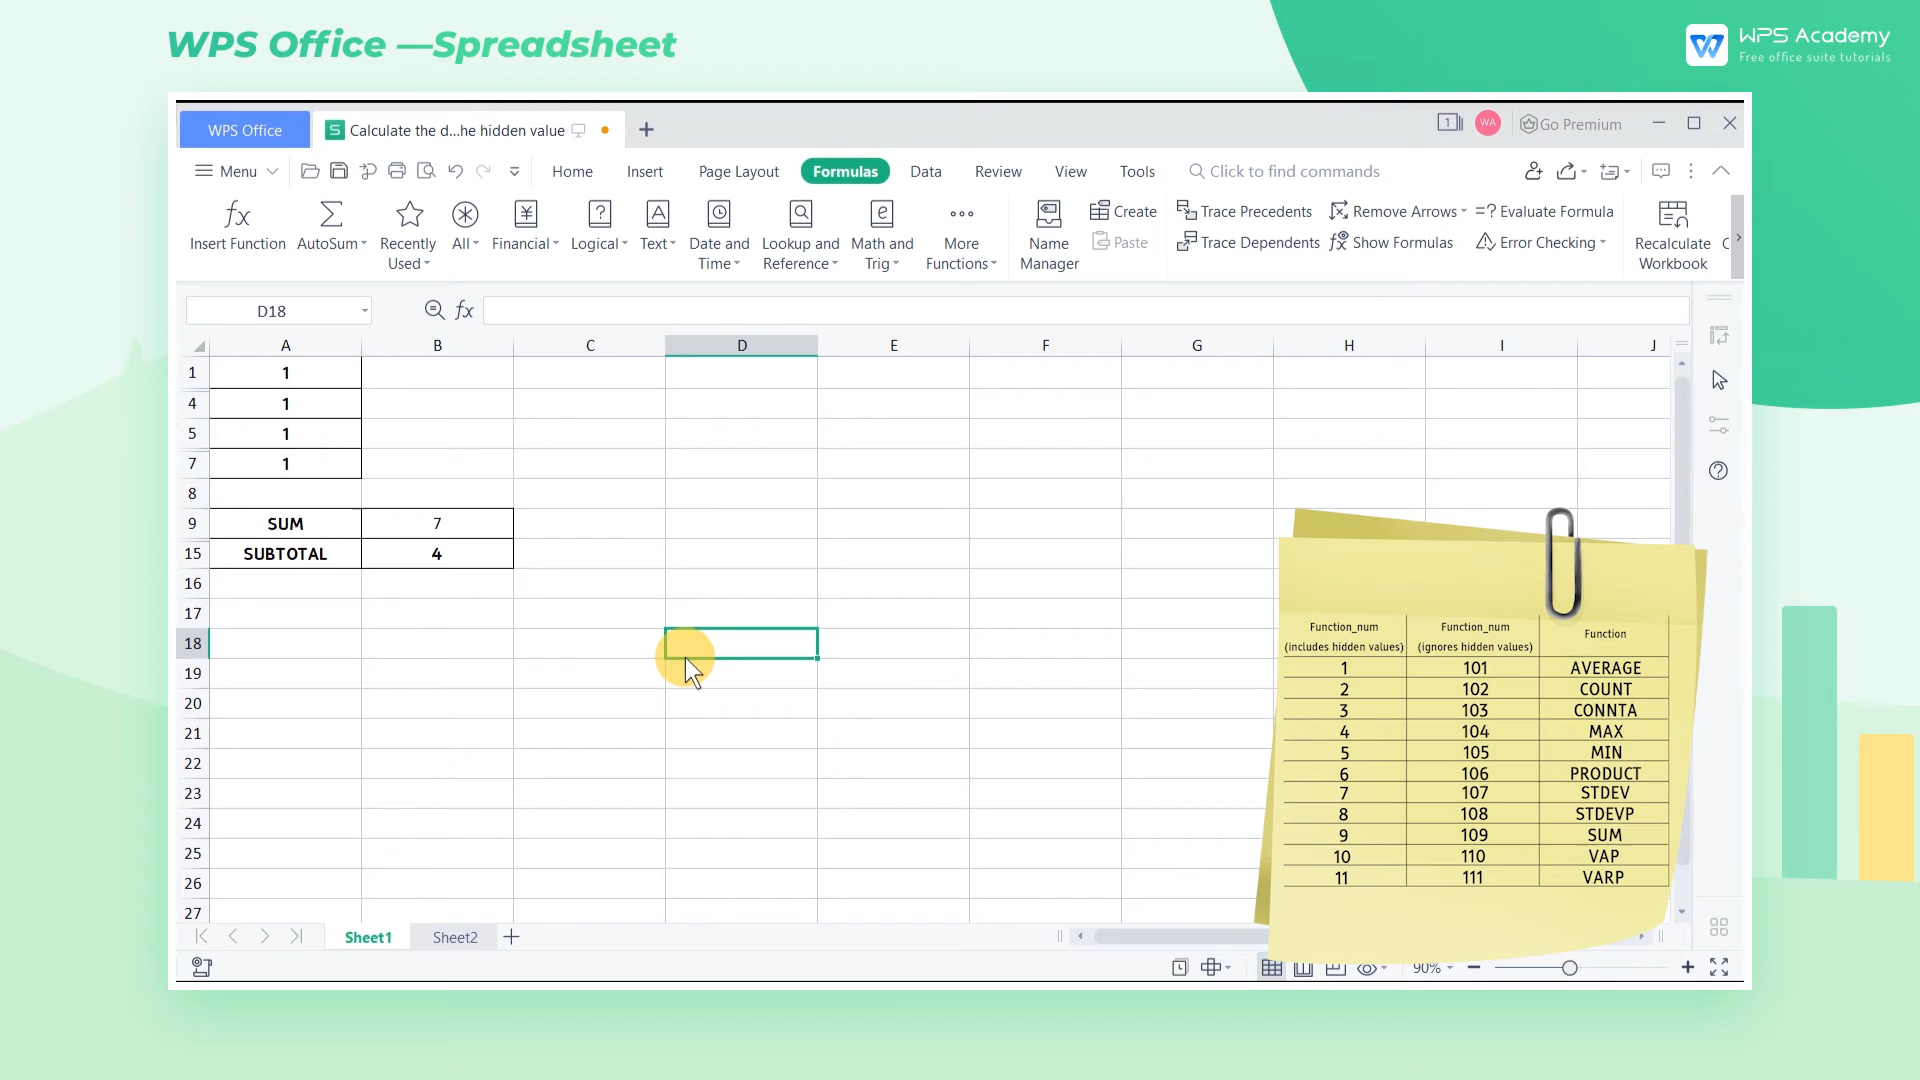 WPS Office —Spreadsheet
WPS Academy
Free office suite tutorials
WPS Office
S Calculate the d...he hidden value
1
WA
Go Premium
Menu
Home
Insert
Page Layout
Formulas
Data
Review
View
Tools
Click to find commands
Insert Function
AutoSum
Recently Used
All
Financial
Logical
Text
Date and Time
Lookup and Reference
Math and Trig
More Functions
Name Manager
Create
Paste
Trace Precedents
Trace Dependents
Remove Arrows
Show Formulas
=? Evaluate Formula
Error Checking
Recalculate Workbook
D18
fx
A B C D E F G H I J
1 1
4 1
5 1
7 1
8
9 SUM 7
15 SUBTOTAL 4
16
17
18
19
20
21
22
23
24
25
26
27
Function_num (includes hidden values)
Function_num (ignores hidden values)
Function
1 101 AVERAGE
2 102 COUNT
3 103 CONNTA
4 104 MAX
5 105 MIN
6 106 PRODUCT
7 107 STDEV
8 108 STDEVP
9 109 SUM
10 110 VAP
11 111 VARP
Sheet1
Sheet2
90%